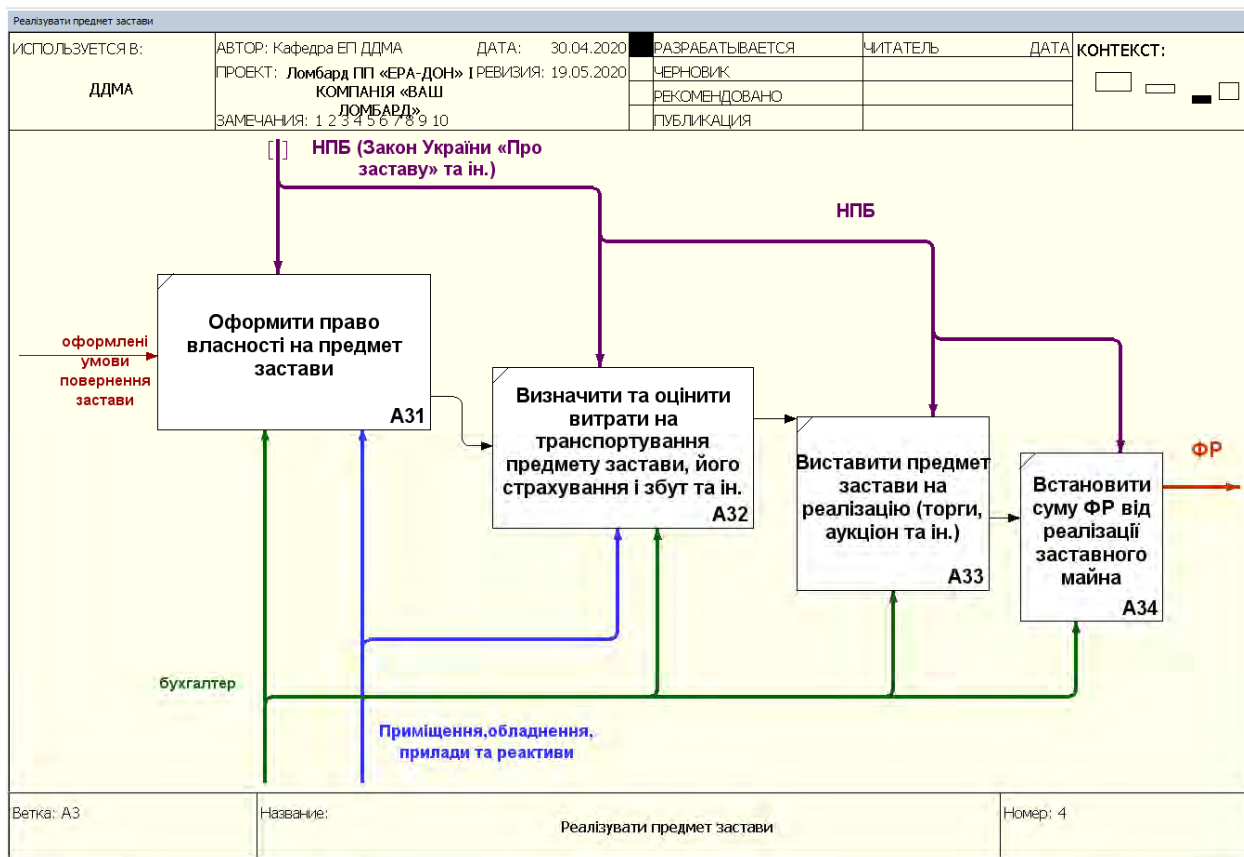 Реалізувати предмет застави
ИСПОЛЬЗУЕТСЯ В:
ДДМА
АВТОР: Кафедра ЕП ДДМА
ДАТА: 30.04.2020
ПРОЕКТ: Ломбард ПП «ЕРА-ДОН» І
КОМПАНІЯ «ВАШ
ЛОМБАРД»
РЕВИЗИЯ: 19.05.2020
ЗАМЕЧАНИЯ: 1 2 3 4 5 6 7 8 9 10
РАЗРАБАТЫВАЕТСЯ
ЧЕРНОВИК
РЕКОМЕНДОВАНО
ПУБЛИКАЦИЯ
ЧИТАТЕЛЬ
ДАТА
КОНТЕКСТ:
НПБ (Закон України «Про
заставу» та ін.)
НПБ
оформлені
умови
повернення
застави
Оформити право
власності на предмет
застави
А31
Визначити та оцінити
витрати на
транспортування
предмету застави, його
страхування і збут та ін.
А32
Виставити предмет
застави на
реалізацію (торги,
аукціон та ін.)
А33
Встановити
суму ФР від
реалізації
заставного
майна
А34
ФР
бухгалтер
Приміщення,обладнення,
прилади та реактиви
Ветка: А3
Название:
Реалізувати предмет застави
Номер: 4